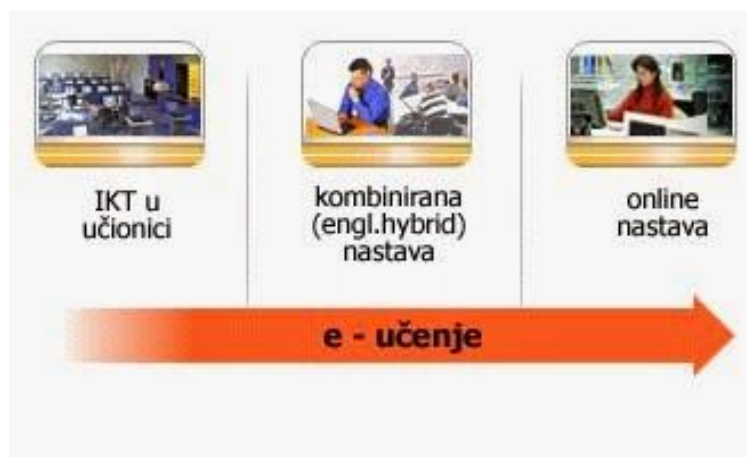 IKT u
učionici
kombinirana
(engl.hybrid)
nastava
online
nastava
e - učenje